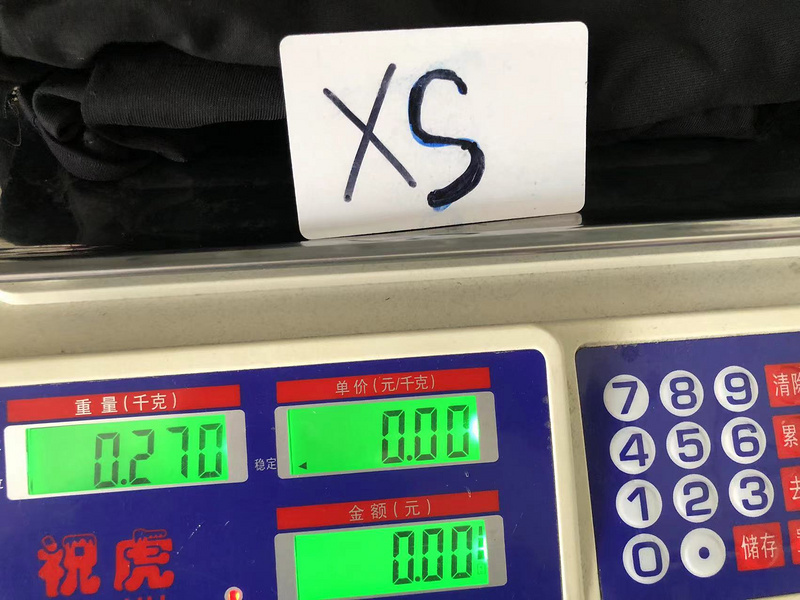 XS
重量(千克)
0.270
单价(元/千克)
0.00
稳定
金额(元)
0.00
祝虎
7 8 9
4 5 6 累
1 2 3
0 . 储存